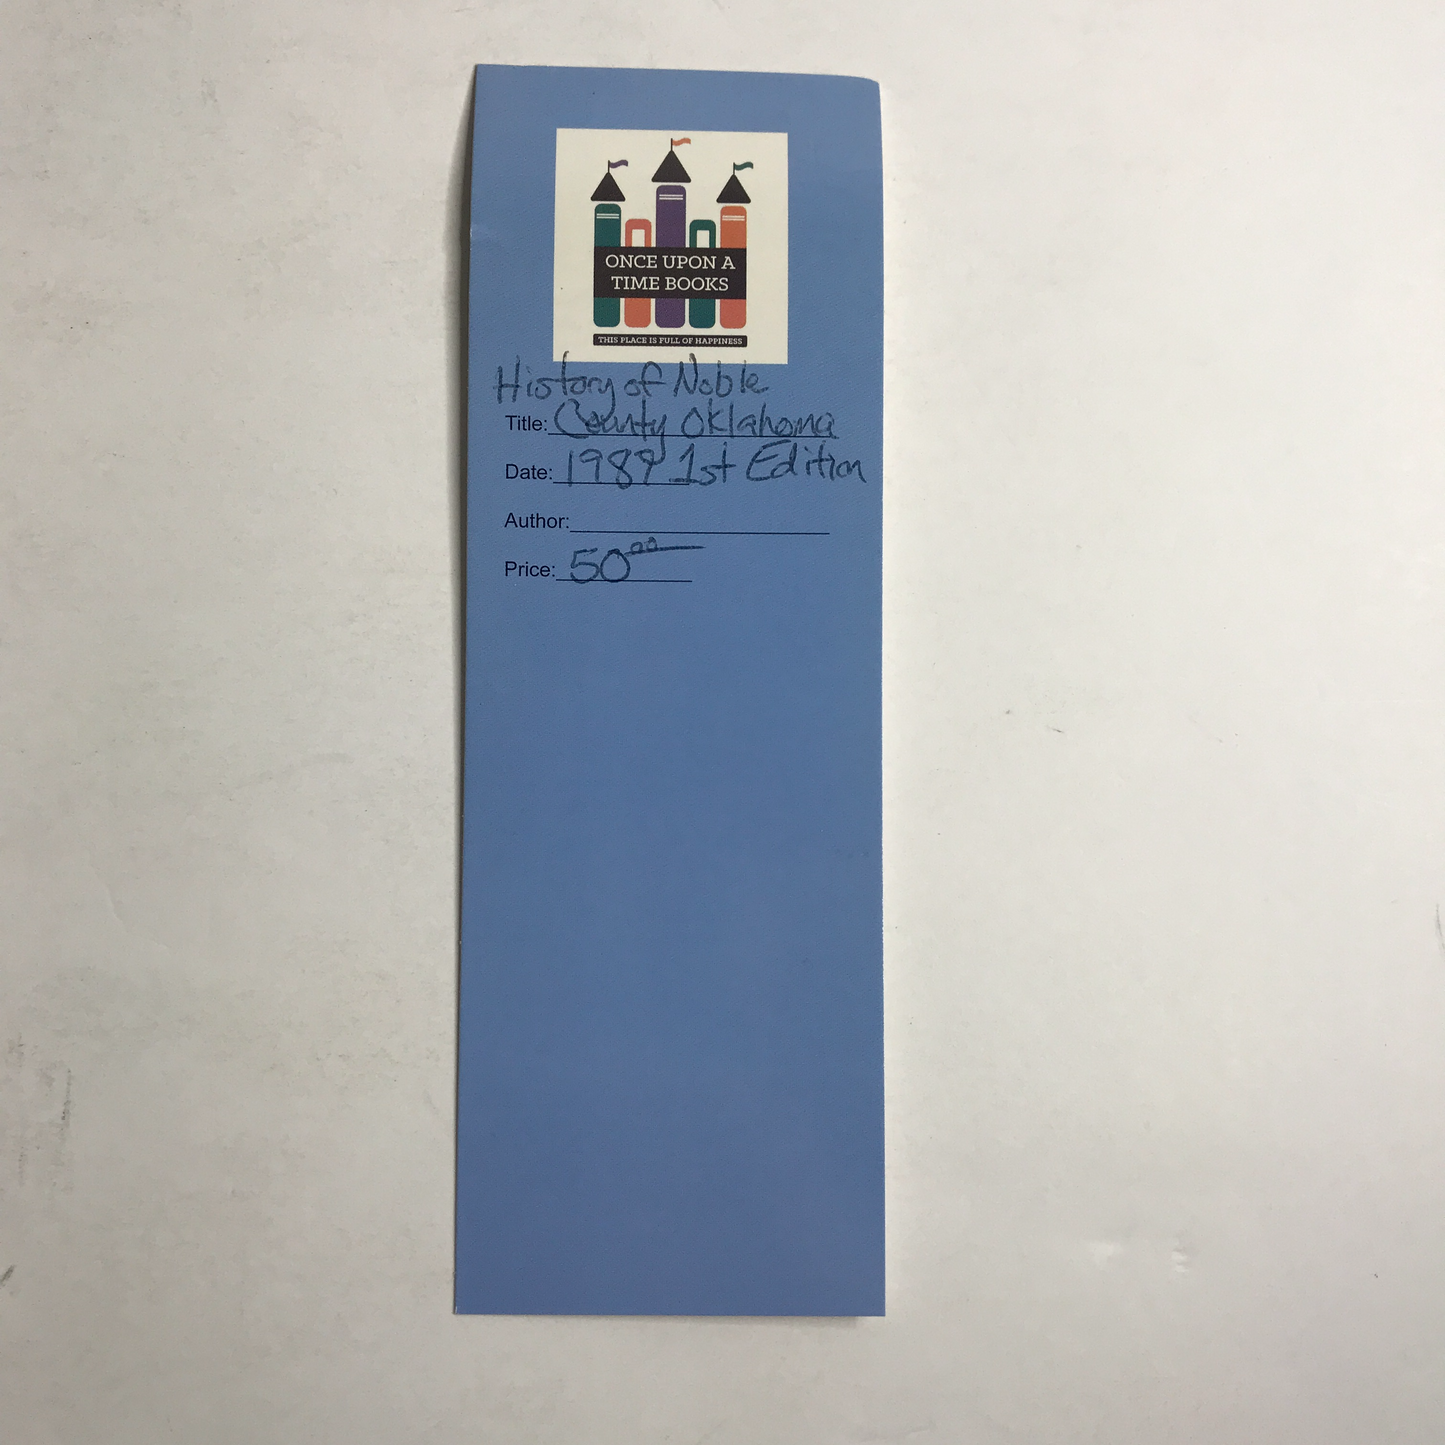 ONCE UPON A
TIME BOOKS
THIS PLACE IS FULL OF HAPPINESS
History of Noble
Title: County Oklahoma
Date: 1989 1st Edition
Author:
Price: 50 00